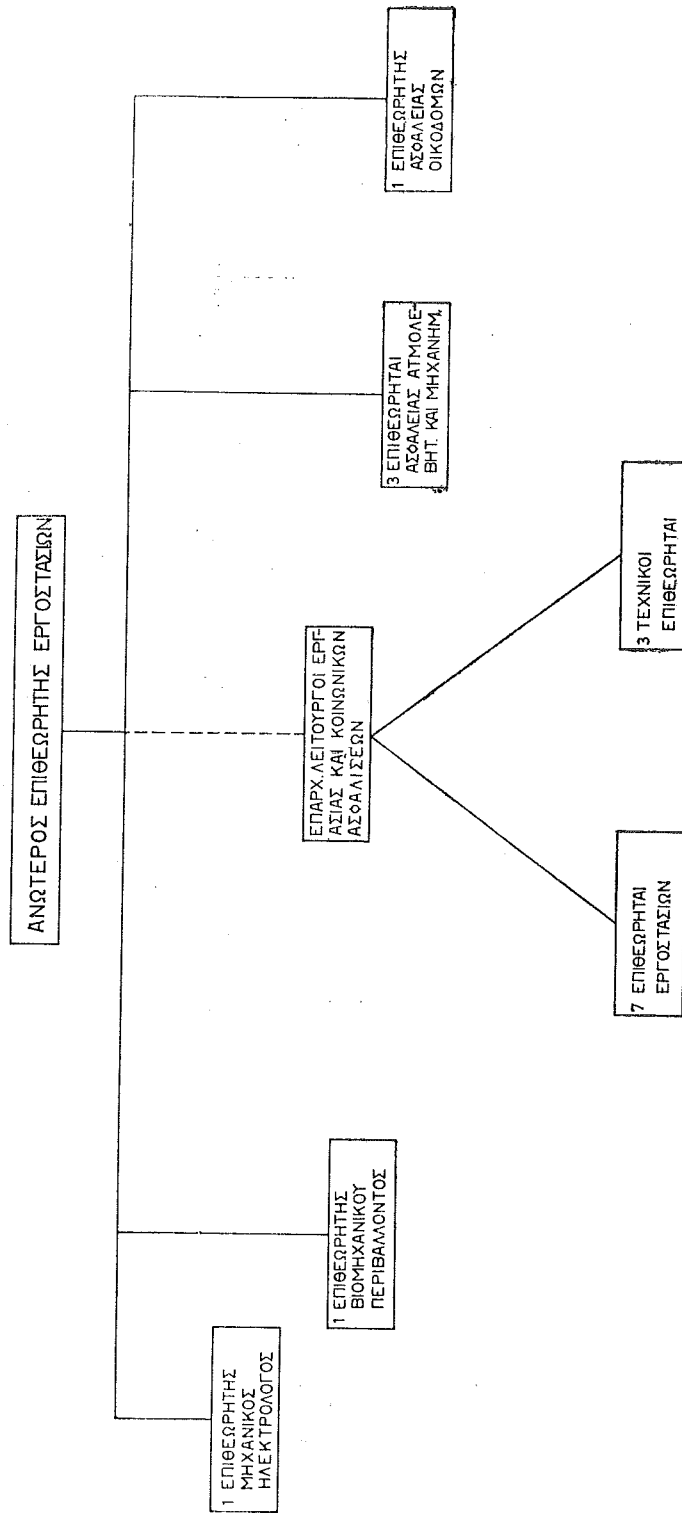 ΑΝΩΤΕΡΟΣ ΕΠΙΘΕΩΡΗΤΗΣ ΕΡΓΟΣΤΑΣΙΩΝ
1 ΕΠΙΘΕΩΡΗΤΗΣ
ΜΗΧΑΝΙΚΟΣ
ΗΛΕΚΤΡΟΛΟΓΟΣ
1 ΕΠΙΘΕΩΡΗΤΗΣ
ΒΙΟΜΗΧΑΝΙΚΟΥ
ΠΕΡΙΒΑΛΛΟΝΤΟΣ
ΕΠΑΡΧ.ΛΕΙΤΟΥΡΓΟΙ ΕΡΓ-
ΑΣΙΑΣ ΚΑΙ ΚΟΙΝΩΝΙΚΩΝ
ΑΣΦΑΛΙΣΕΩΝ
3 ΕΠΙΘΕΩΡΗΤΑΙ
ΑΣΦΑΛΕΙΑΣ ΑΤΜΟΛΕ-
ΒΗΤ. ΚΑΙ ΜΗΧΑΝΗΜ.
1 ΕΠΙΘΕΩΡΗΤΗΣ
ΑΣΦΑΛΕΙΑΣ
ΟΙΚΟΔΟΜΩΝ
7 ΕΠΙΘΕΩΡΗΤΑΙ
ΕΡΓΟΣΤΑΣΙΩΝ
3 ΤΕΧΝΙΚΟΙ
ΕΠΙΘΕΩΡΗΤΑΙ